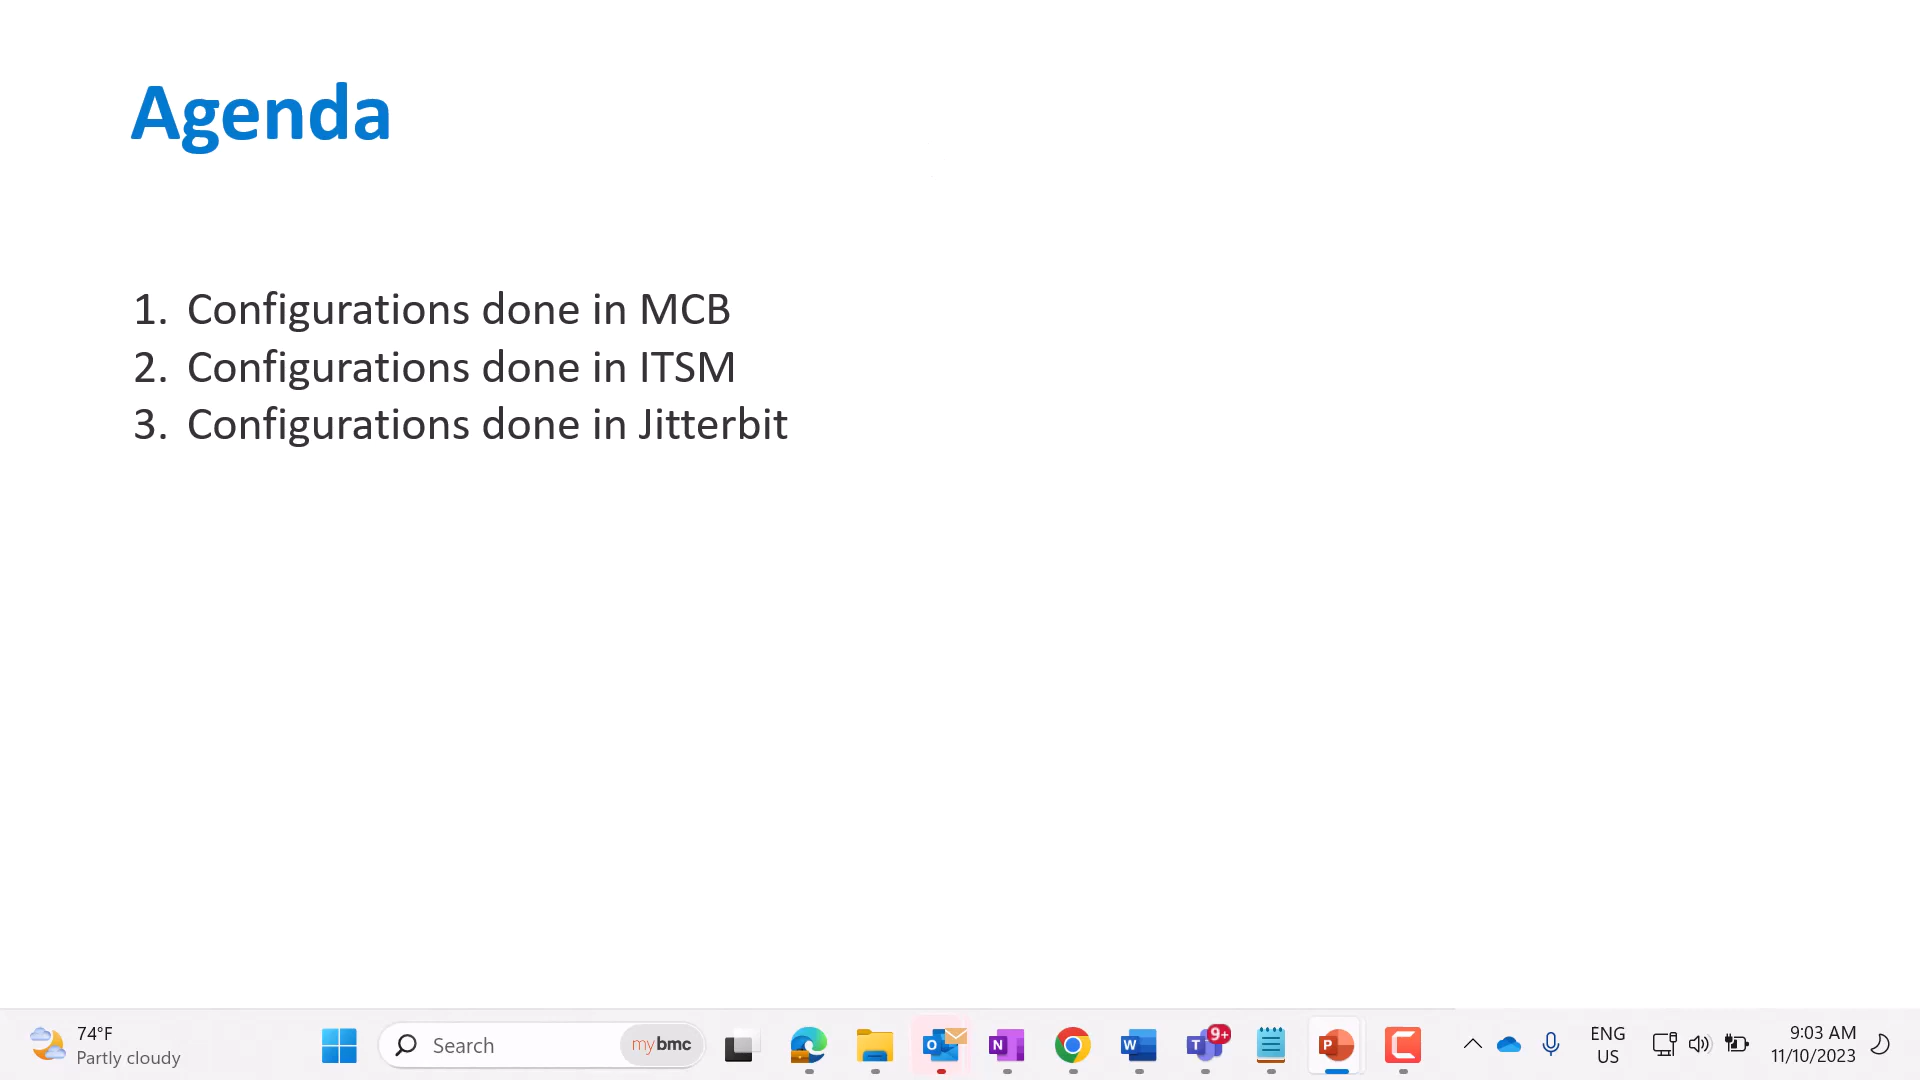 Agenda
1. Configurations done in MCB
2. Configurations done in ITSM
3. Configurations done in Jitterbit
74°F
Partly cloudy
Search
mybmc
O
N
W
T
9+
P
ENG
US
9:03 AM
11/10/2023